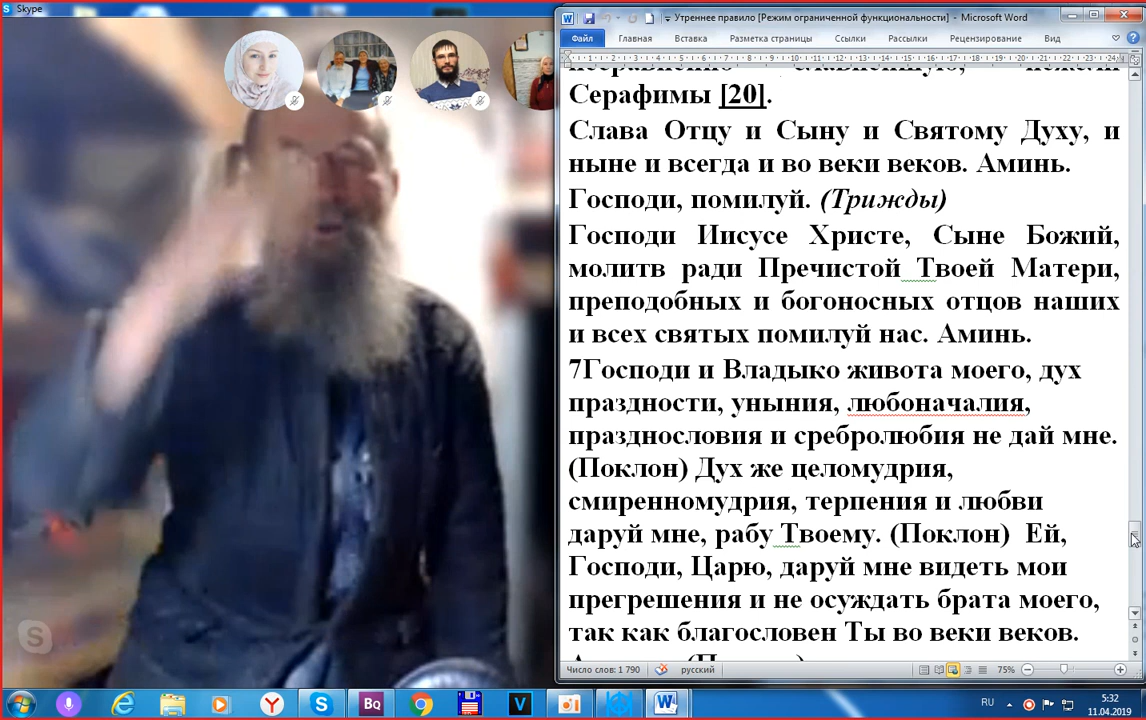 Skype
Утреннее правило [Режим ограниченной функциональности] - Microsoft Word
Файл Главная Вставка Разметка страницы Ссылки Рассылки Рецензирование Вид
Серафимы [20].
Слава Отцу и Сыну и Святому Духу, и
ныне и всегда и во веки веков. Аминь.
Господи, помилуй. (Трижды)
Господи Иисусе Христе, Сыне Божий,
молитв ради Пречистой Твоей Матери,
преподобных и богоносных отцов наших
и всех святых помилуй нас. Аминь.
7Господи и Владыко живота моего, дух
праздности, уныния, любоначалия,
празднословия и сребролюбия не дай мне.
(Поклон) Дух же целомудрия,
смиренномудрия, терпения и любви
даруй мне, рабу Твоему. (Поклон) Ей,
Господи, Царю, даруй мне видеть мои
прегрешения и не осуждать брата моего,
так как благословен Ты во веки веков.
Число слов: 1 790 русский 75%
RU 5:32
11.04.2019